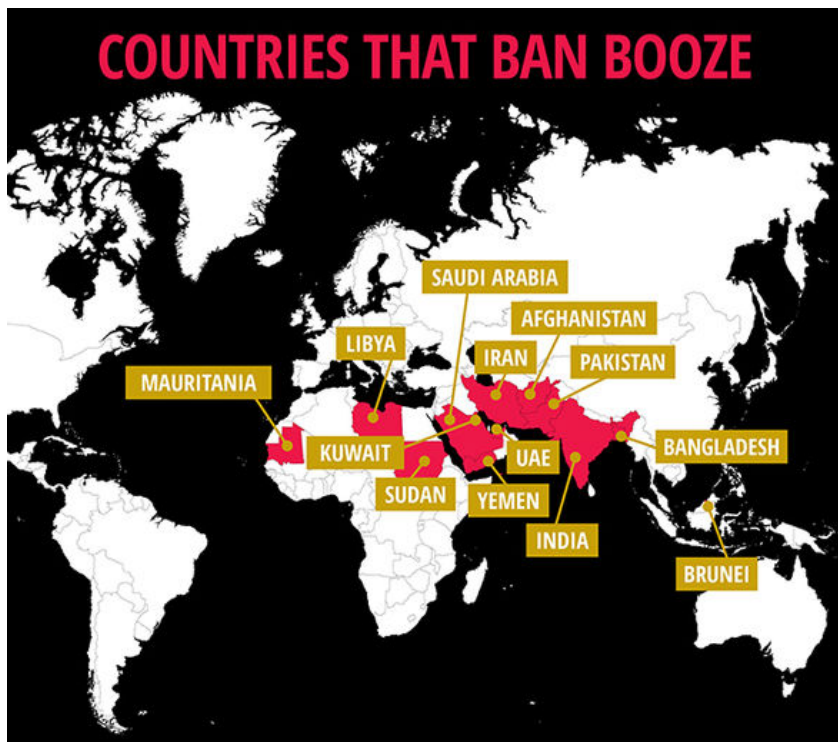 COUNTRIES THAT BAN BOOZE
SAUDI ARABIA
AFGHANISTAN
LIBYA
IRAN
PAKISTAN
MAURITANIA
KUWAIT
UAE
BANGLADESH
SUDAN
YEMEN
INDIA
BRUNEI